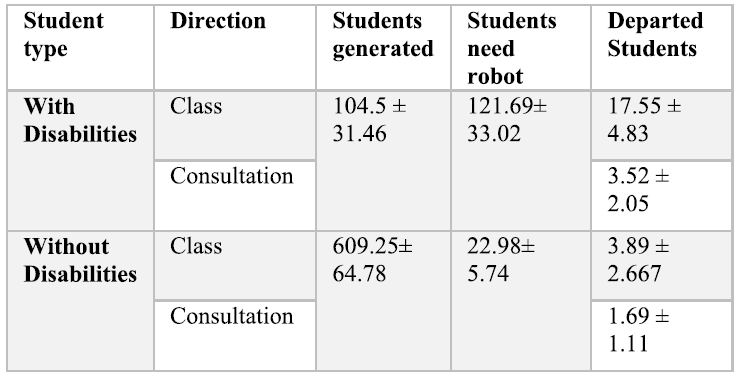 Student type | Direction | Students generated | Students need robot | Departed Students
With Disabilities | Class | 104.5 ± 31.46 | 121.69± 33.02 | 17.55 ± 4.83
Consultation | 3.52 ± 2.05
Without Disabilities | Class | 609.25± 64.78 | 22.98± 5.74 | 3.89 ± 2.667
Consultation | 1.69 ± 1.11